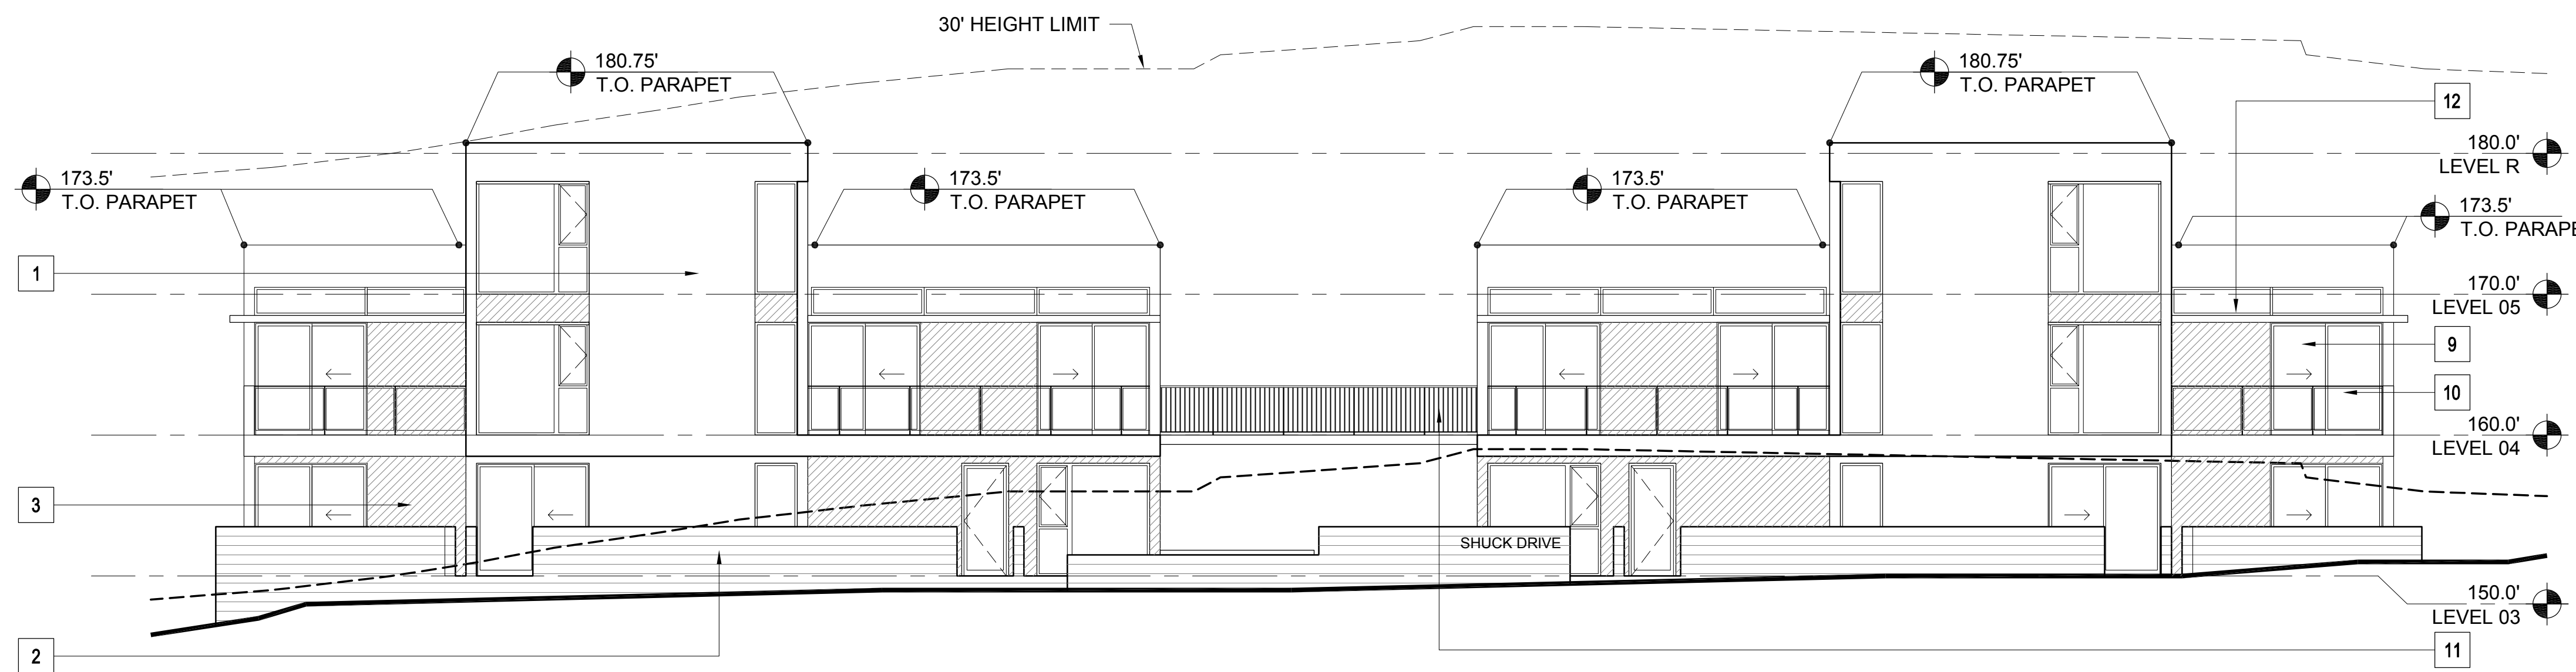 30' HEIGHT LIMIT
180.75'
T.O. PARAPET
180.75'
T.O. PARAPET
12
180.0'
LEVEL R
173.5'
T.O. PARAPET
173.5'
T.O. PARAPET
173.5'
T.O. PARAPET
173.5'
T.O. PARAPE
1
170.0'
LEVEL 05
9
10
160.0'
LEVEL 04
3
SHUCK DRIVE
150.0'
LEVEL 03
2
11